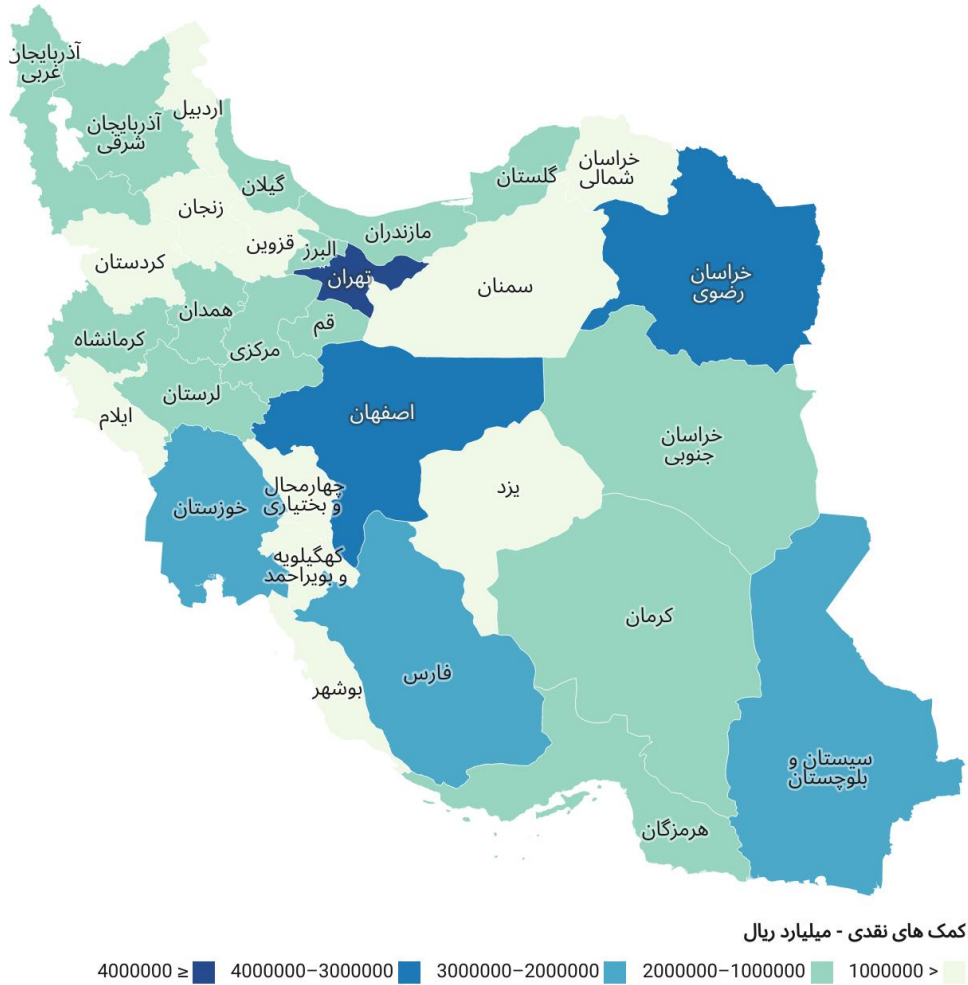 آذربایجان
غربی
آذربایجان
شرقی
اردبیل
گیلان
زنجان
کردستان
قزوین
البرز
مازندران
تهران
گلستان
خراسان
شمالی
خراسان
رضوی
سمنان
همدان
کرمانشاه
مرکزی
قم
لرستان
ایلام
اصفهان
خراسان
جنوبی
خوزستان
چهارمحال
و بختیاری
یزد
کهگیلویه
و بویراحمد
کرمان
فارس
بوشهر
سیستان و
بلوچستان
هرمزگان
کمک های نقدی - میلیارد ریال
1000000 >
2000000–1000000
3000000–2000000
4000000–3000000
4000000 ≤